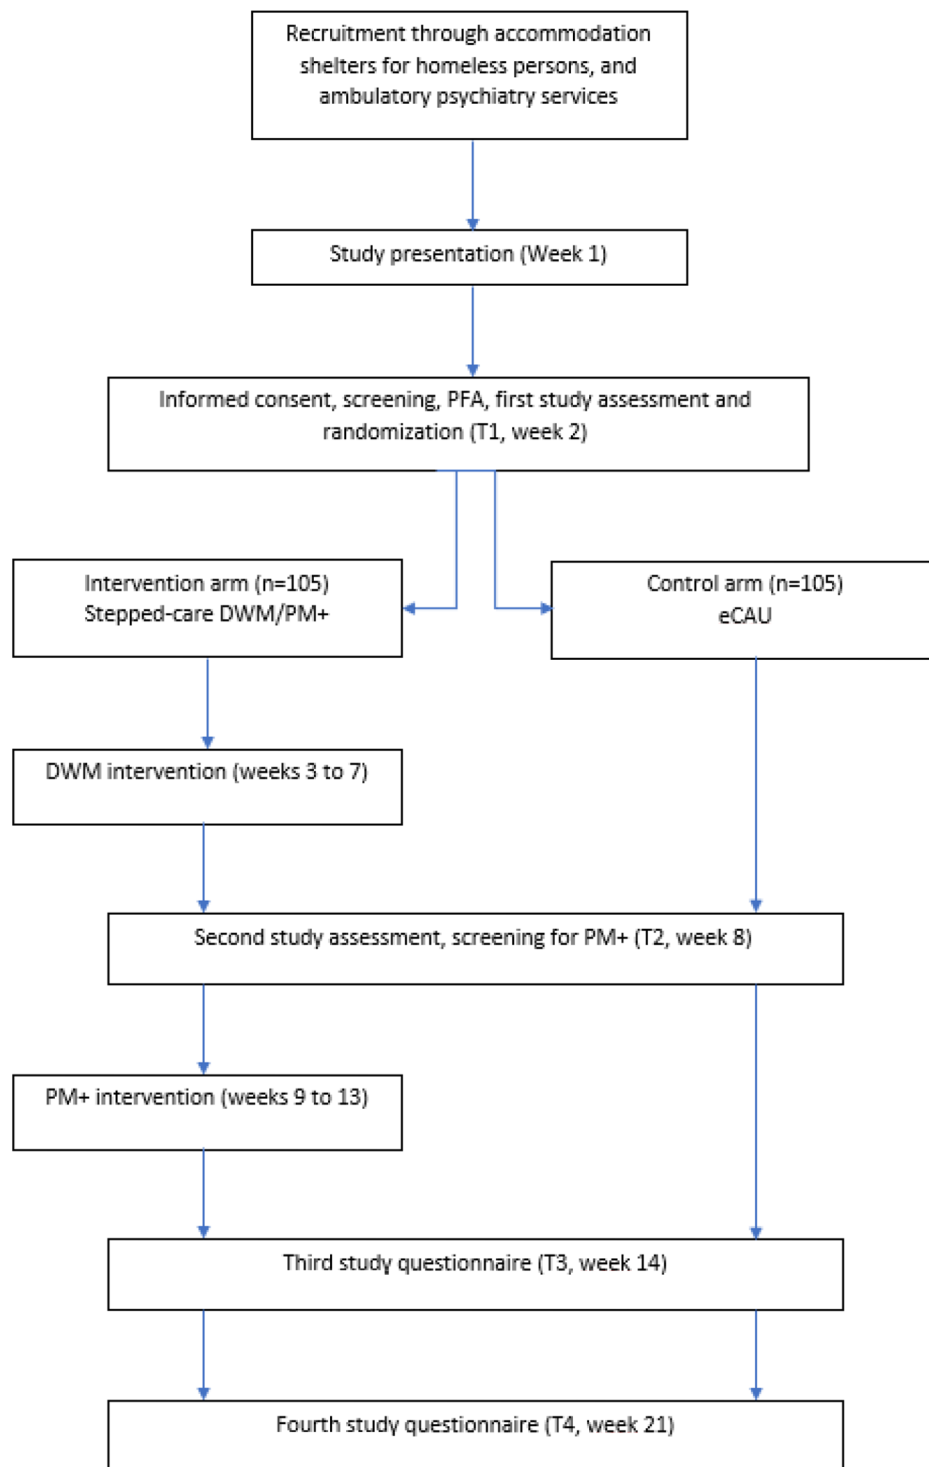 Recruitment through accommodation
shelters for homeless persons, and
ambulatory psychiatry services
Study presentation (Week 1)
Informed consent, screening, PFA, first study assessment and
randomization (T1, week 2)
Intervention arm (n=105)
Stepped-care DWM/PM+
Control arm (n=105)
eCAU
DWM intervention (weeks 3 to 7)
Second study assessment, screening for PM+ (T2, week 8)
PM+ intervention (weeks 9 to 13)
Third study questionnaire (T3, week 14)
Fourth study questionnaire (T4, week 21)